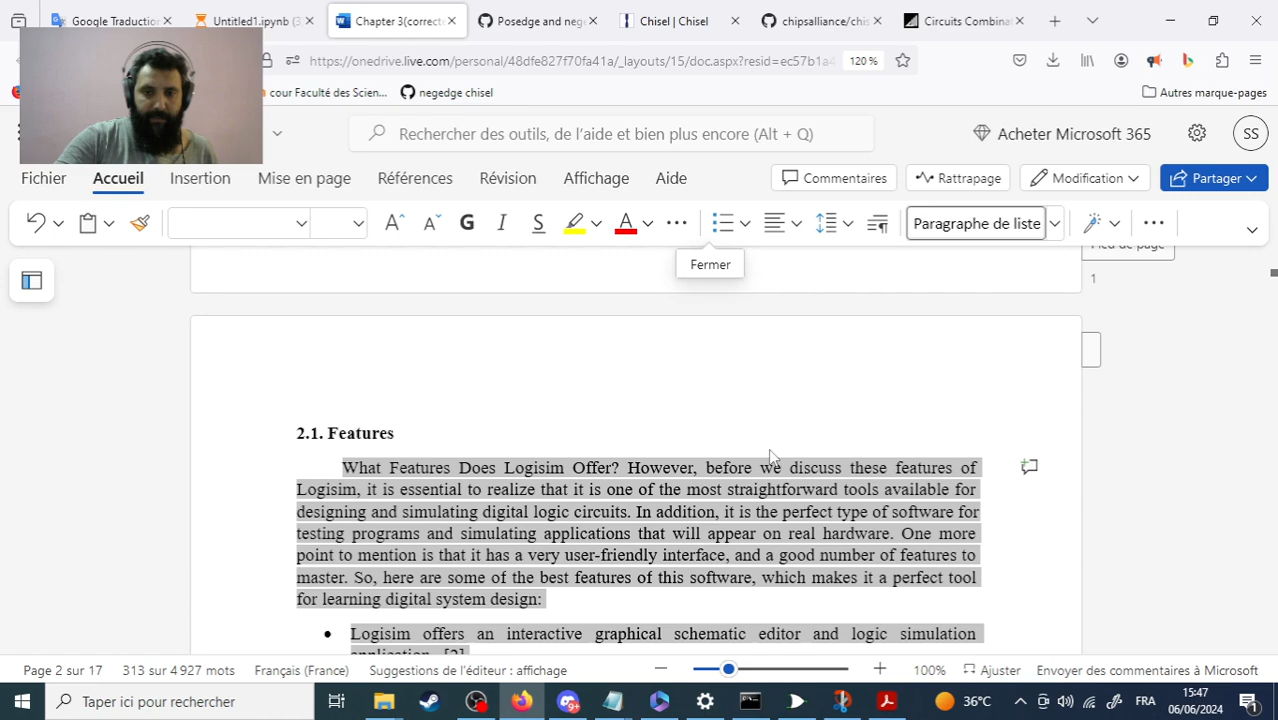 Google Traduction
Untitled1.ipynb (3
Chapter 3(correcte
Posedge and nege
Chisel | Chisel
chipsalliance/chis
Circuits Combinat
https://onedrive.live.com/personal/48dfe827f70fa41a/_layouts/15/doc.aspx?resid=ec57b1a4
120 %
cour Faculté des Scien...
negedge chisel
Autres marque-pages
Rechercher des outils, de l'aide et bien plus encore (Alt + Q)
Acheter Microsoft 365
SS
Fichier Accueil Insertion Mise en page Références Révision Affichage Aide
Commentaires
Rattrapage
Modification
Partager
G I S A
Paragraphe de liste
Fermer
Pied de page
1
2.1. Features
What Features Does Logisim Offer? However, before we discuss these features of
Logisim, it is essential to realize that it is one of the most straightforward tools available for
designing and simulating digital logic circuits. In addition, it is the perfect type of software for
testing programs and simulating applications that will appear on real hardware. One more
point to mention is that it has a very user-friendly interface, and a good number of features to
master. So, here are some of the best features of this software, which makes it a perfect tool
for learning digital system design:
• Logisim offers an interactive graphical schematic editor and logic simulation
application. [2]
Page 2 sur 17 313 sur 4 927 mots Français (France) Suggestions de l'éditeur : affichage
100% Ajuster Envoyer des commentaires à Microsoft
Taper ici pour rechercher
36°C
FRA
15:47
06/06/2024
1